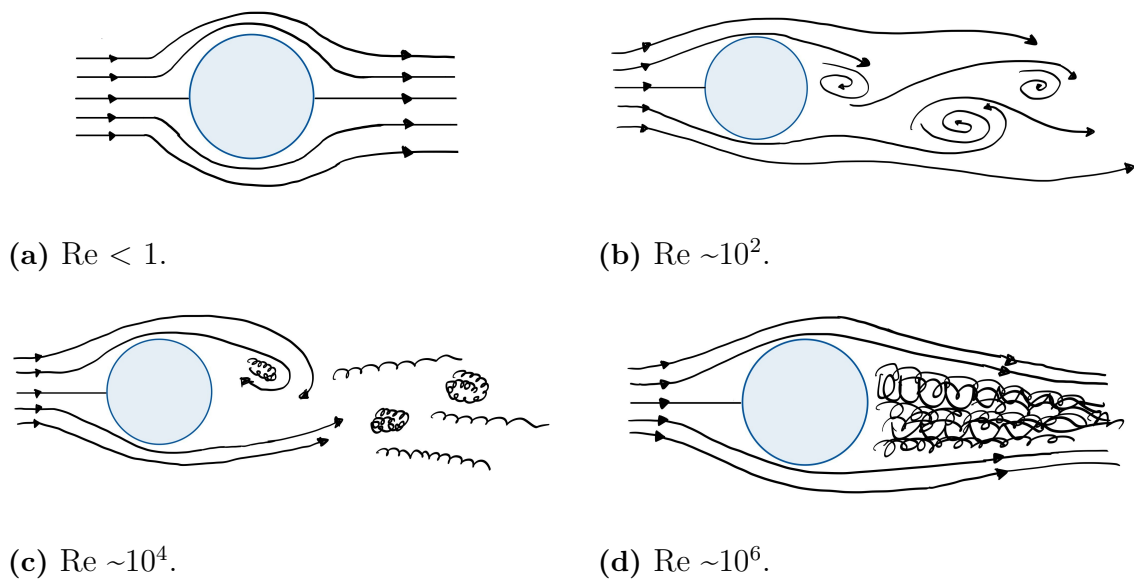 (a) Re < 1.
(b) Re ~10².
(c) Re ~10⁴.
(d) Re ~10⁶.